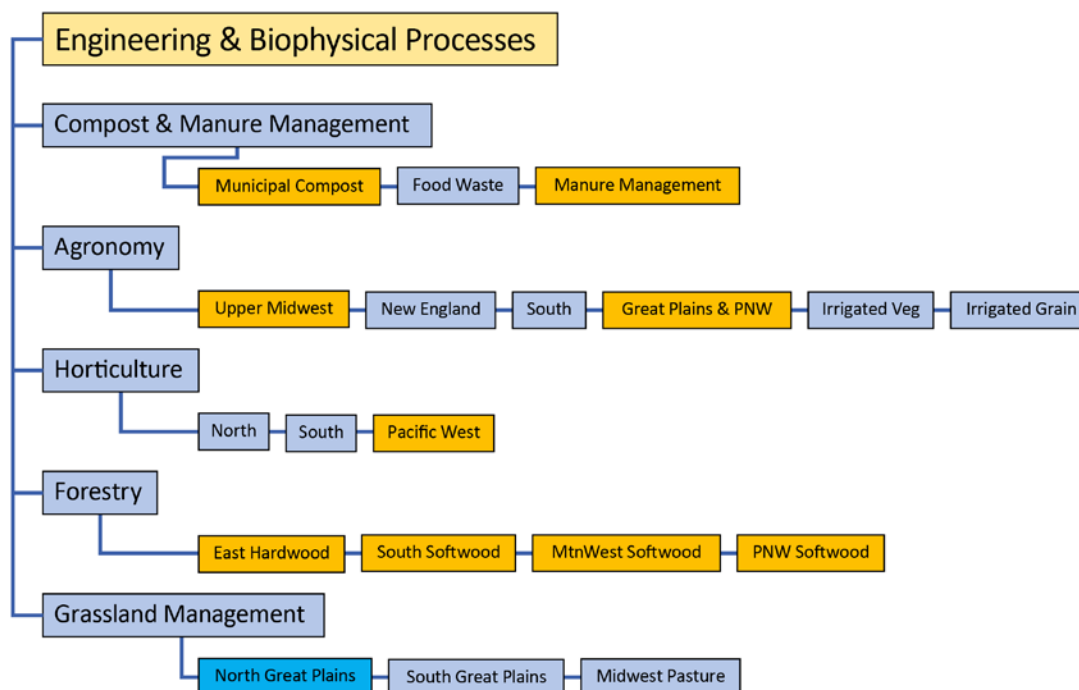 Engineering & Biophysical Processes
Compost & Manure Management
Municipal Compost Food Waste Manure Management
Agronomy
Upper Midwest New England South Great Plains & PNW Irrigated Veg Irrigated Grain
Horticulture
North South Pacific West
Forestry
East Hardwood South Softwood MtnWest Softwood PNW Softwood
Grassland Management
North Great Plains South Great Plains Midwest Pasture